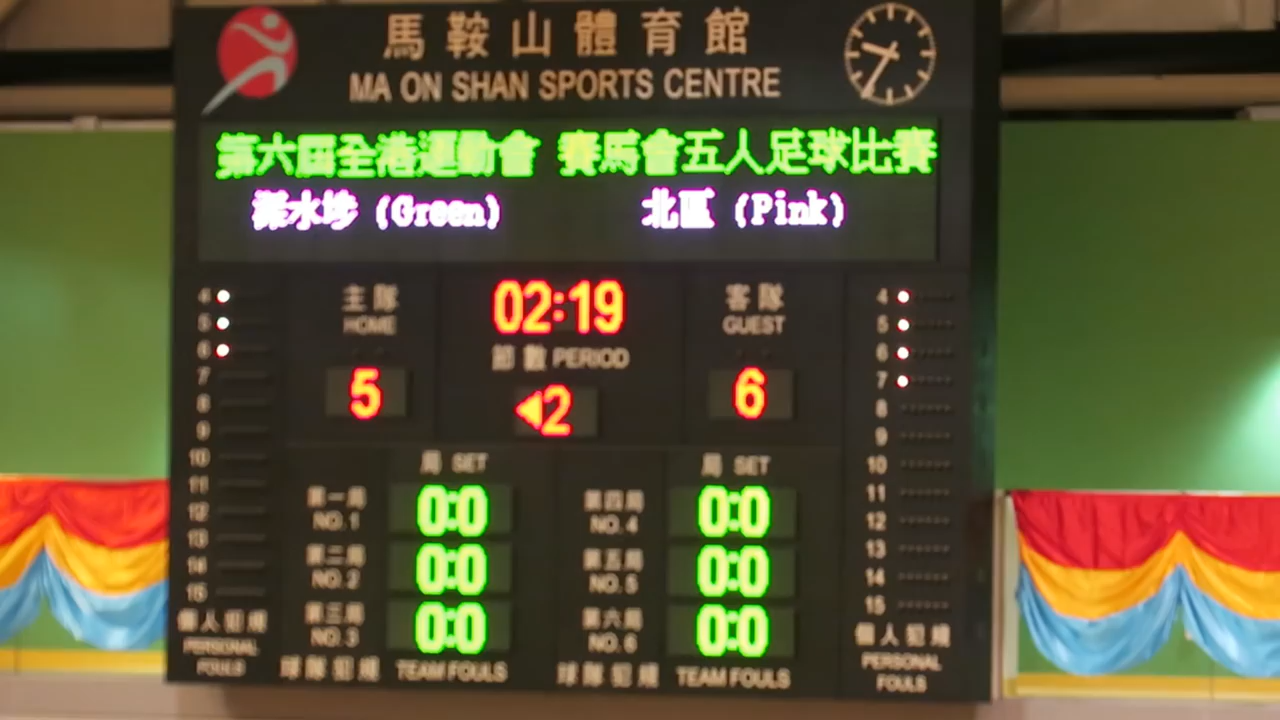 馬鞍山體育館
MA ON SHAN SPORTS CENTRE
第六屆全港運動會 賽馬會五人足球比賽
深水埗 (Green) 北區 (Pink)
主隊 02:19 客隊
HOME GUEST
節數 PERIOD
5 ◀2 6
4 4
5 5
6 6
7 7
8 8
9 9
10 10
11 11
12 12
13 13
14 14
15 15
局 SET 局 SET
第一局 0:0 第四局 0:0
NO. 1 NO. 4
第二局 0:0 第五局 0:0
NO. 2 NO. 5
第三局 0:0 第六局 0:0
NO. 3 NO. 6
個人犯規 球隊犯規 TEAM FOULS 球隊犯規 TEAM FOULS 個人犯規
PERSONAL PERSONAL
FOULS FOULS